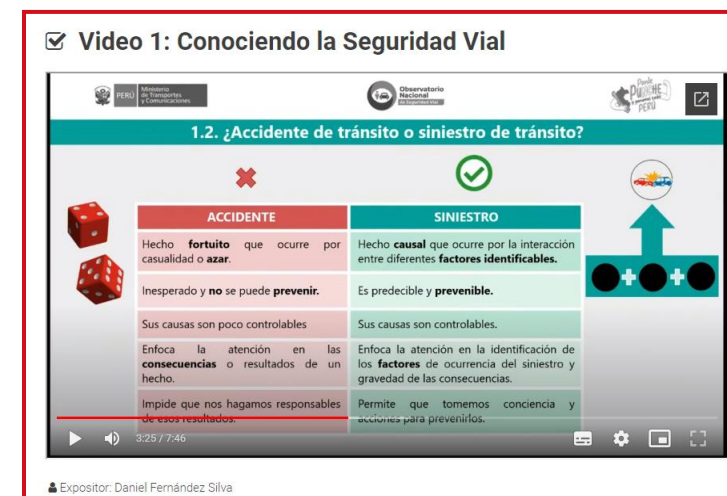 Video 1: Conociendo la Seguridad Vial
PERÚ
Ministerio
de Transportes
y Comunicaciones
Observatorio
Nacional
de Seguridad Vial
Ponle
PUNCHE
PERÚ
1.2. ¿Accidente de tránsito o siniestro de tránsito?
ACCIDENTE
SINIESTRO
Hecho fortuito que ocurre por
casualidad o azar.
Hecho causal que ocurre por la interacción
entre diferentes factores identificables.
Inesperado y no se puede prevenir.
Es predecible y prevenible.
Sus causas son poco controlables
Sus causas son controlables.
Enfoca la atención en las
consecuencias o resultados de un
hecho.
Enfoca la atención en la identificación de
los factores de ocurrencia del siniestro y
gravedad de las consecuencias.
Impide que nos hagamos responsables
de esos resultados.
Permite que tomemos conciencia y
acciones para prevenirlos.
3:25 / 7:46
Expositor: Daniel Fernández Silva